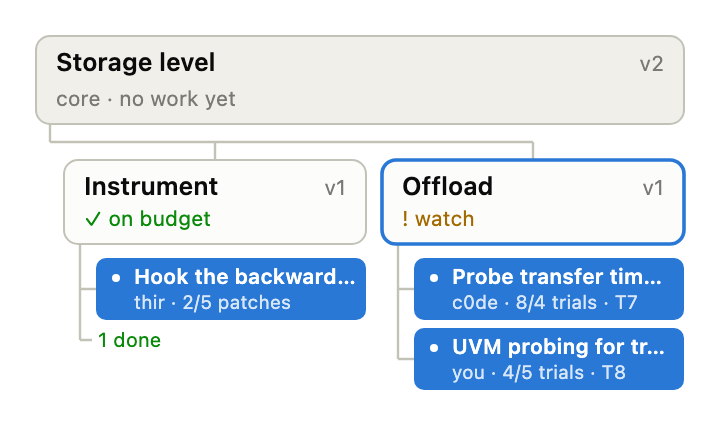 Storage level v2
core · no work yet
Instrument v1
✓ on budget
Hook the backward...
thir · 2/5 patches
1 done
Offload v1
! watch
Probe transfer tim...
c0de · 8/4 trials · T7
UVM probing for tr...
you · 4/5 trials · T8